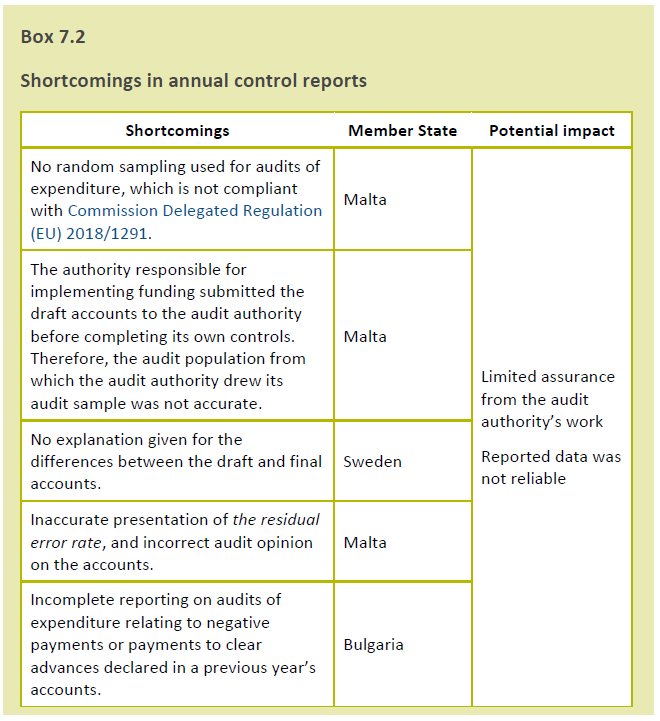 Box 7.2
Shortcomings in annual control reports
Shortcomings
Member State
Potential impact
No random sampling used for audits of
expenditure, which is not compliant
with Commission Delegated Regulation
(EU) 2018/1291.
Malta
The authority responsible for
implementing funding submitted the
draft accounts to the audit authority
before completing its own controls.
Therefore, the audit population from
which the audit authority drew its
audit sample was not accurate.
Malta
No explanation given for the
differences between the draft and final
accounts.
Sweden
Inaccurate presentation of the residual
error rate, and incorrect audit opinion
on the accounts.
Malta
Incomplete reporting on audits of
expenditure relating to negative
payments or payments to clear
advances declared in a previous year’s
accounts.
Bulgaria
Limited assurance
from the audit
authority’s work
Reported data was
not reliable